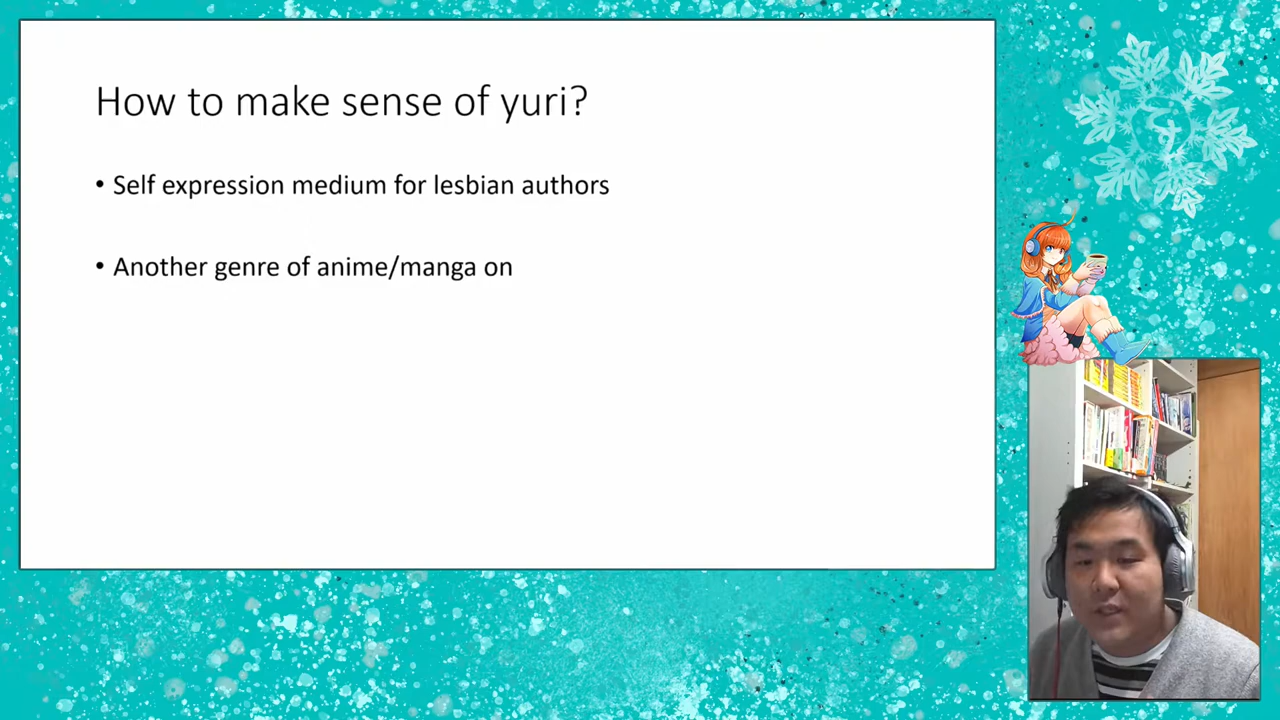 How to make sense of yuri?
• Self expression medium for lesbian authors
• Another genre of anime/manga on